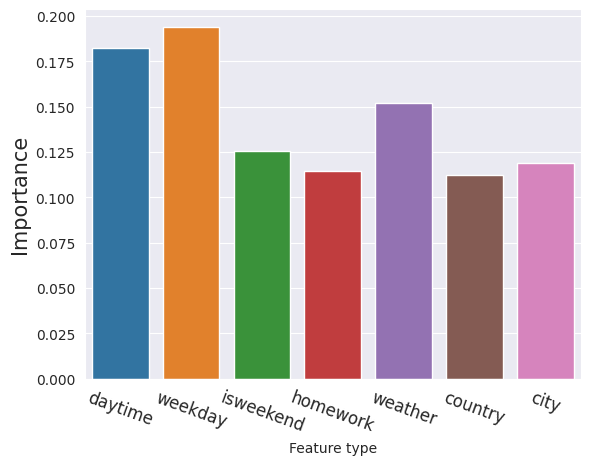 0.200
0.175
0.150
0.125
0.100
0.075
0.050
0.025
0.000
Importance
daytime
weekday
isweekend
homework
weather
country
city
Feature type